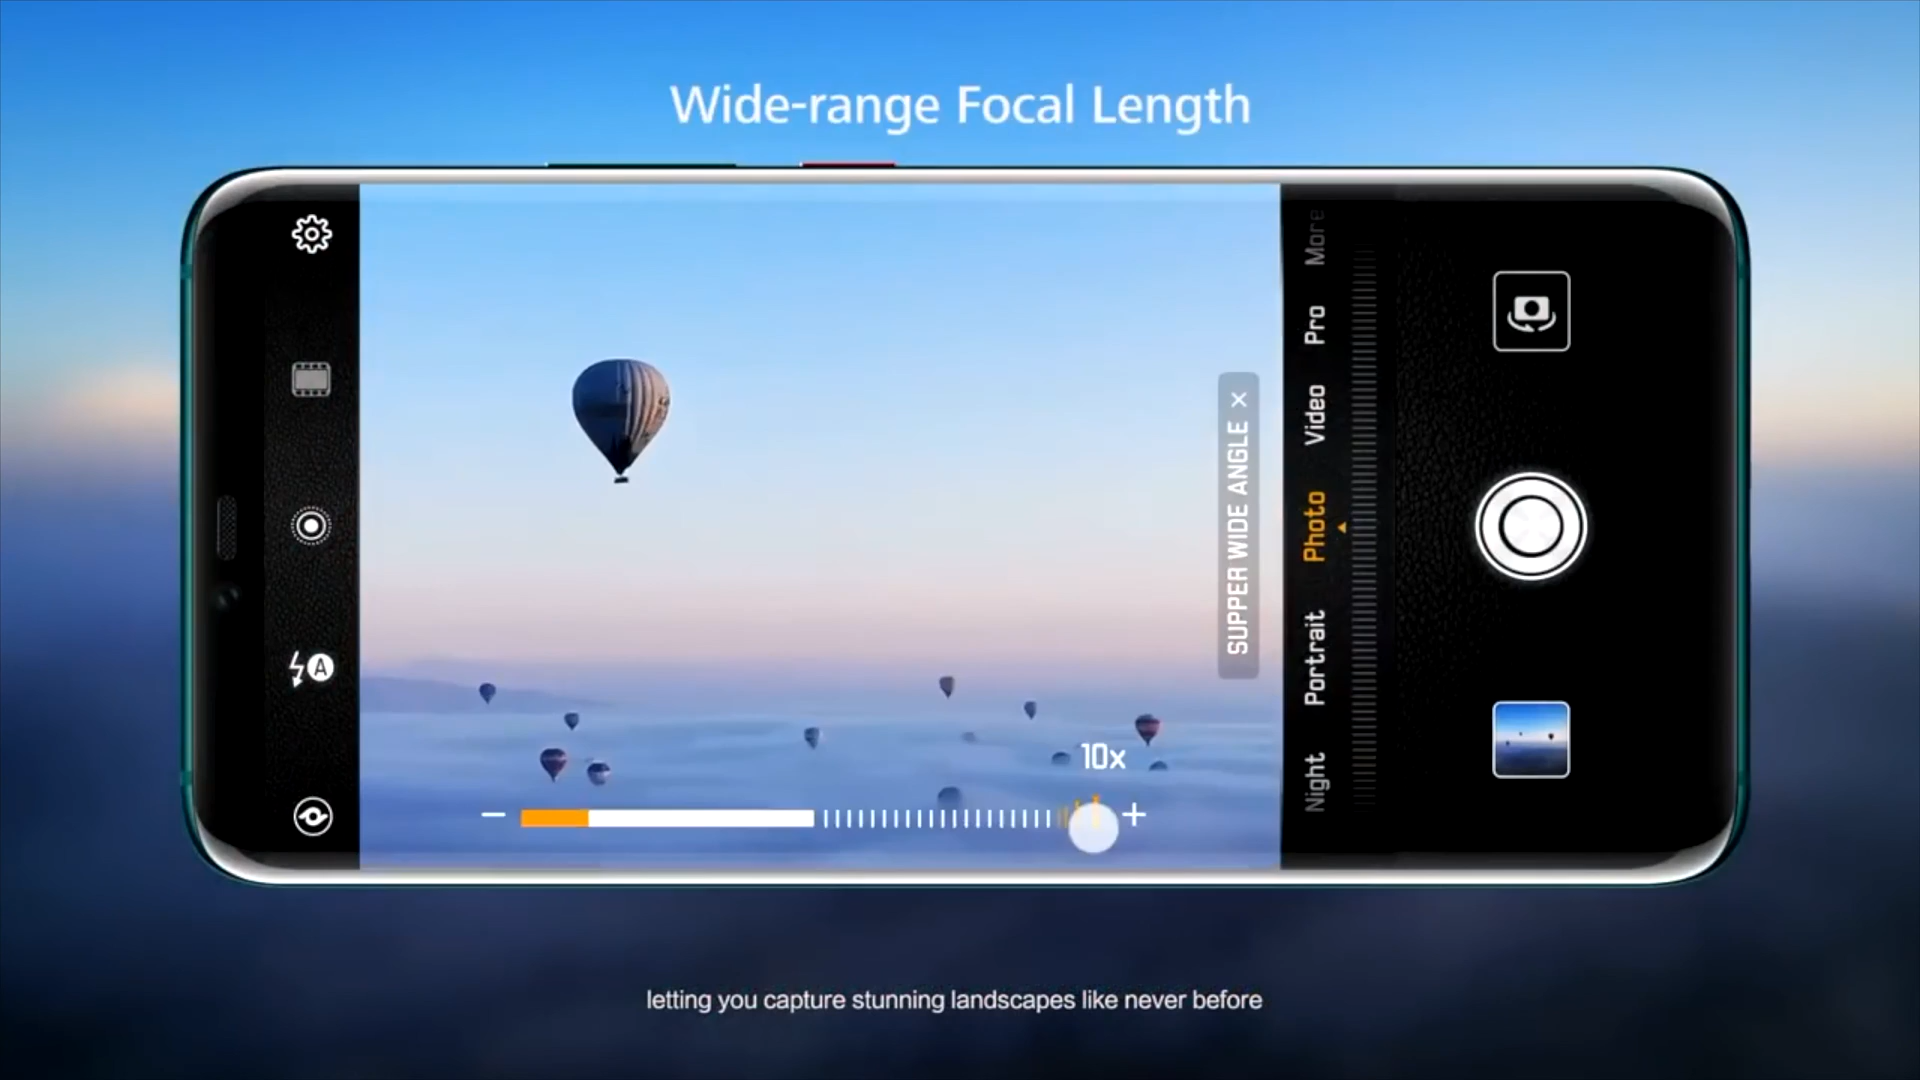 Wide-range Focal Length
More
Pro
Video
Photo
Portrait
Night
SUPPER WIDE ANGLE ×
A
10x
− +
letting you capture stunning landscapes like never before